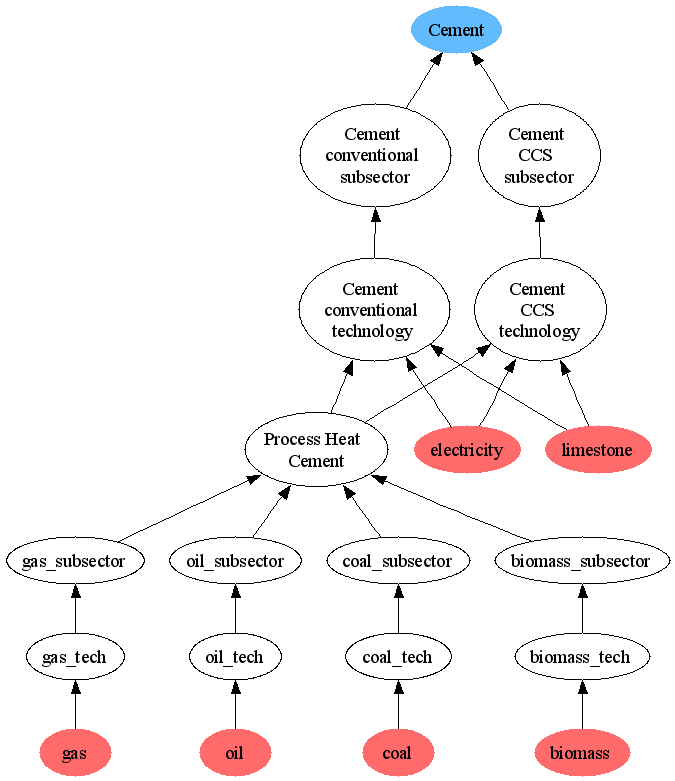 Cement
Cement
conventional
subsector
Cement
CCS
subsector
Cement
conventional
technology
Cement
CCS
technology
Process Heat
Cement
electricity
limestone
gas_subsector
oil_subsector
coal_subsector
biomass_subsector
gas_tech
oil_tech
coal_tech
biomass_tech
gas
oil
coal
biomass